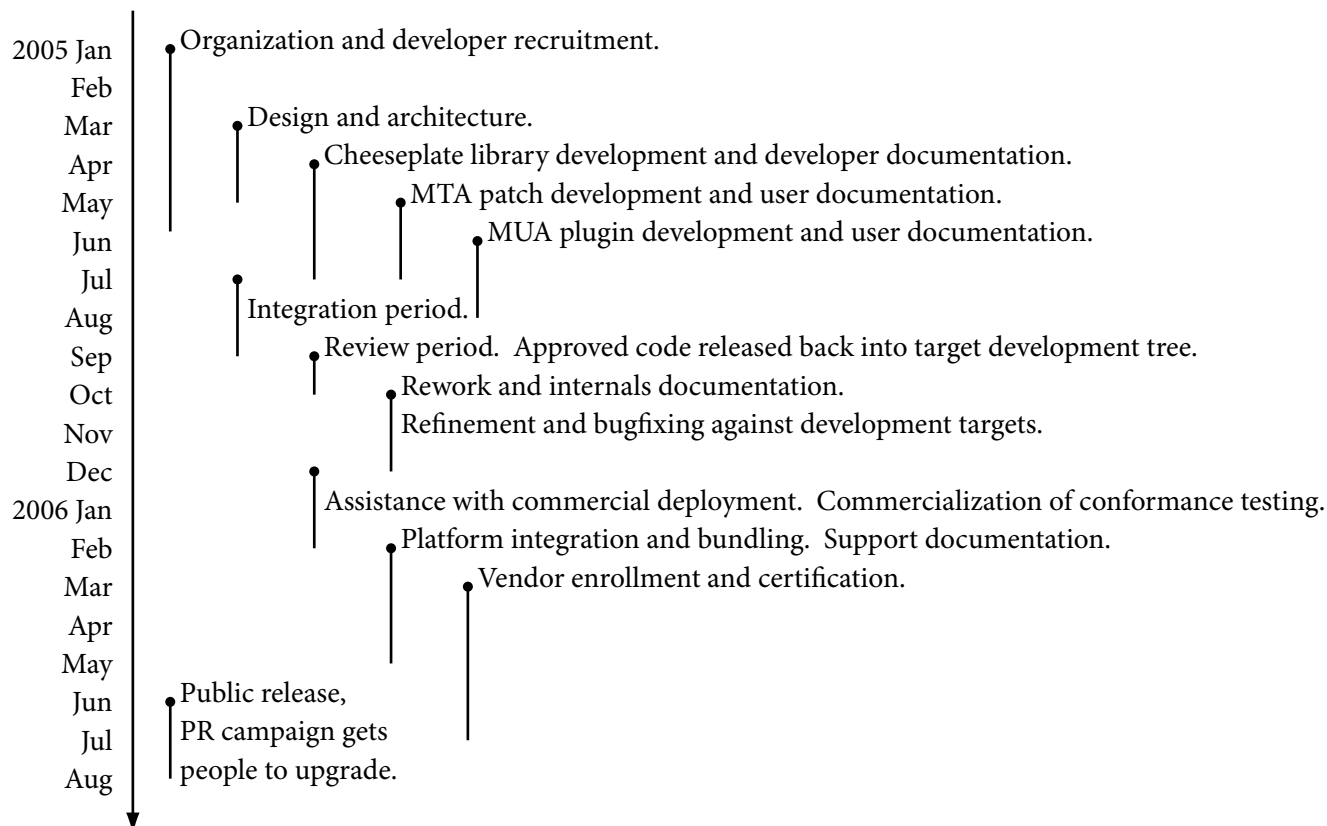 2005 Jan
Organization and developer recruitment.
Feb
Mar
Design and architecture.
Apr
Cheeseplate library development and developer documentation.
May
MTA patch development and user documentation.
Jun
MUA plugin development and user documentation.
Jul
Integration period.
Aug
Sep
Review period. Approved code released back into target development tree.
Oct
Rework and internals documentation.
Nov
Refinement and bugfixing against development targets.
Dec
2006 Jan
Assistance with commercial deployment. Commercialization of conformance testing.
Feb
Platform integration and bundling. Support documentation.
Mar
Vendor enrollment and certification.
Apr
May
Jun
Public release,
Jul
PR campaign gets
Aug
people to upgrade.